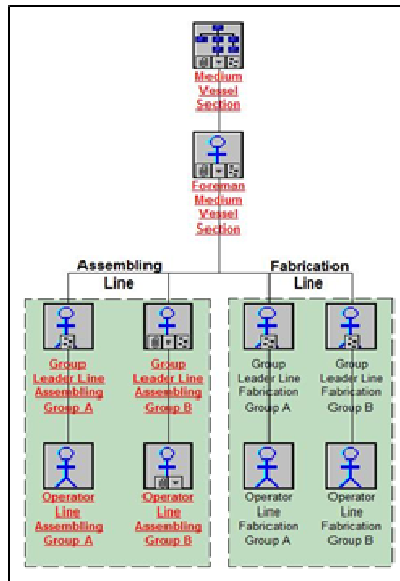 Medium
Vessel
Section
Foreman
Medium
Vessel
Section
Assembling
Line
Fabrication
Line
Group
Leader Line
Assembling
Group A
Group
Leader Line
Assembling
Group B
Group
Leader Line
Fabrication
Group A
Group
Leader Line
Fabrication
Group B
Operator
Line
Assembling
Group A
Operator
Line
Assembling
Group B
Operator
Line
Fabrication
Group A
Operator
Line
Fabrication
Group B